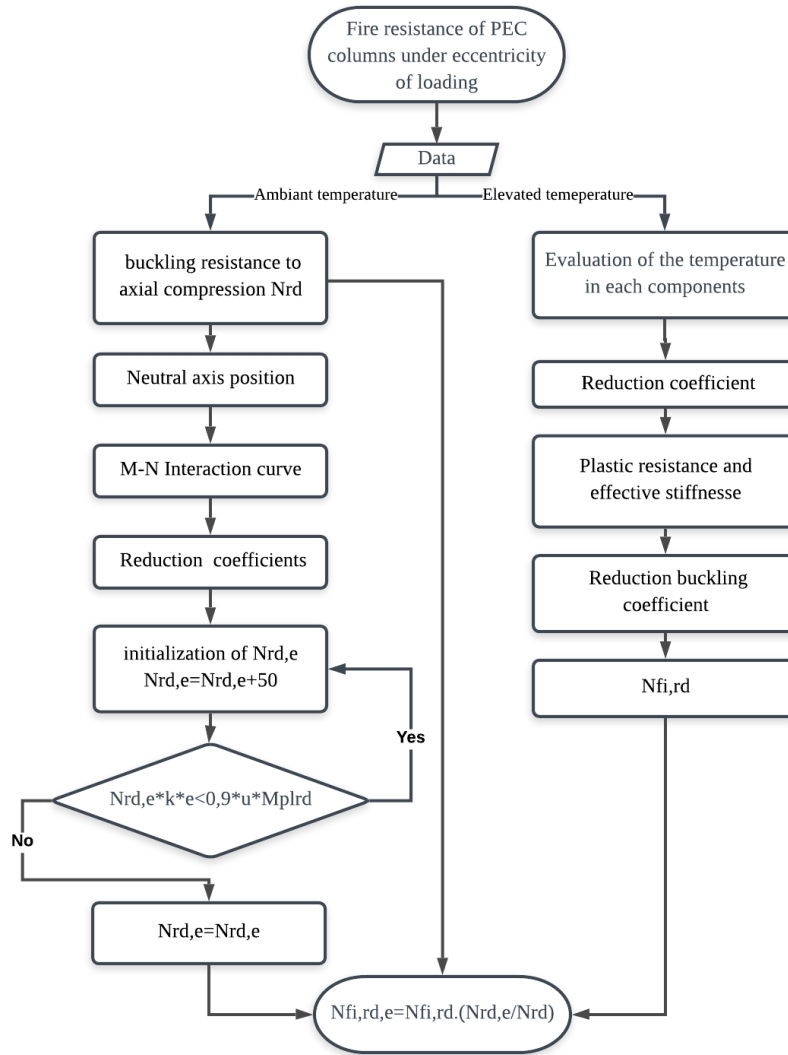 Fire resistance of PEC
columns under eccentricity
of loading
Data
Ambiant temperature
Elevated temeperature
buckling resistance to
axial compression Nrd
Neutral axis position
M-N Interaction curve
Reduction coefficients
initialization of Nrd,e
Nrd,e=Nrd,e+50
Yes
Nrd,e*k*e<0,9*u*Mplrd
No
Nrd,e=Nrd,e
Evaluation of the temperature
in each components
Reduction coefficient
Plastic resistance and
effective stiffnesse
Reduction buckling
coefficient
Nfi,rd
Nfi,rd,e=Nfi,rd.(Nrd,e/Nrd)